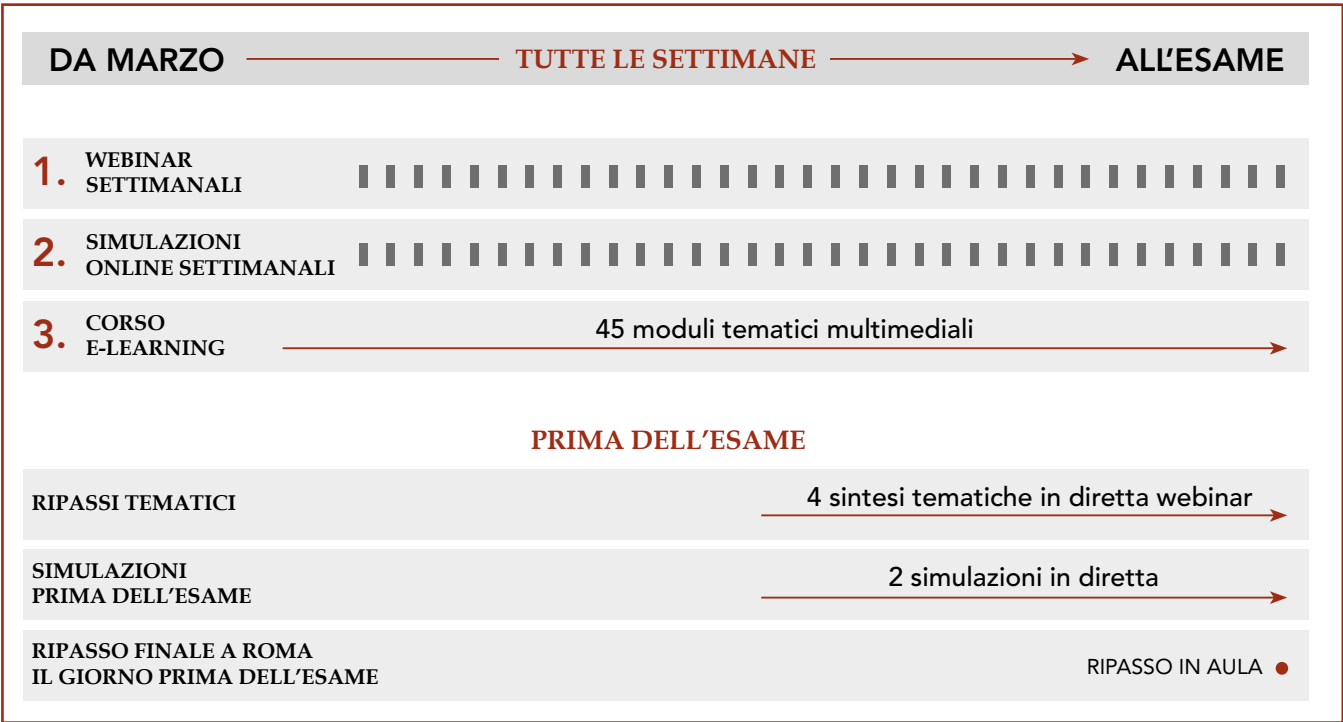 DA MARZO TUTTE LE SETTIMANE ALL'ESAME
1. WEBINAR
SETTIMANALI
2. SIMULAZIONI
ONLINE SETTIMANALI
3. CORSO
E-LEARNING
45 moduli tematici multimediali
PRIMA DELL'ESAME
RIPASSI TEMATICI
4 sintesi tematiche in diretta webinar
SIMULAZIONI
PRIMA DELL'ESAME
2 simulazioni in diretta
RIPASSO FINALE A ROMA
IL GIORNO PRIMA DELL'ESAME
RIPASSO IN AULA